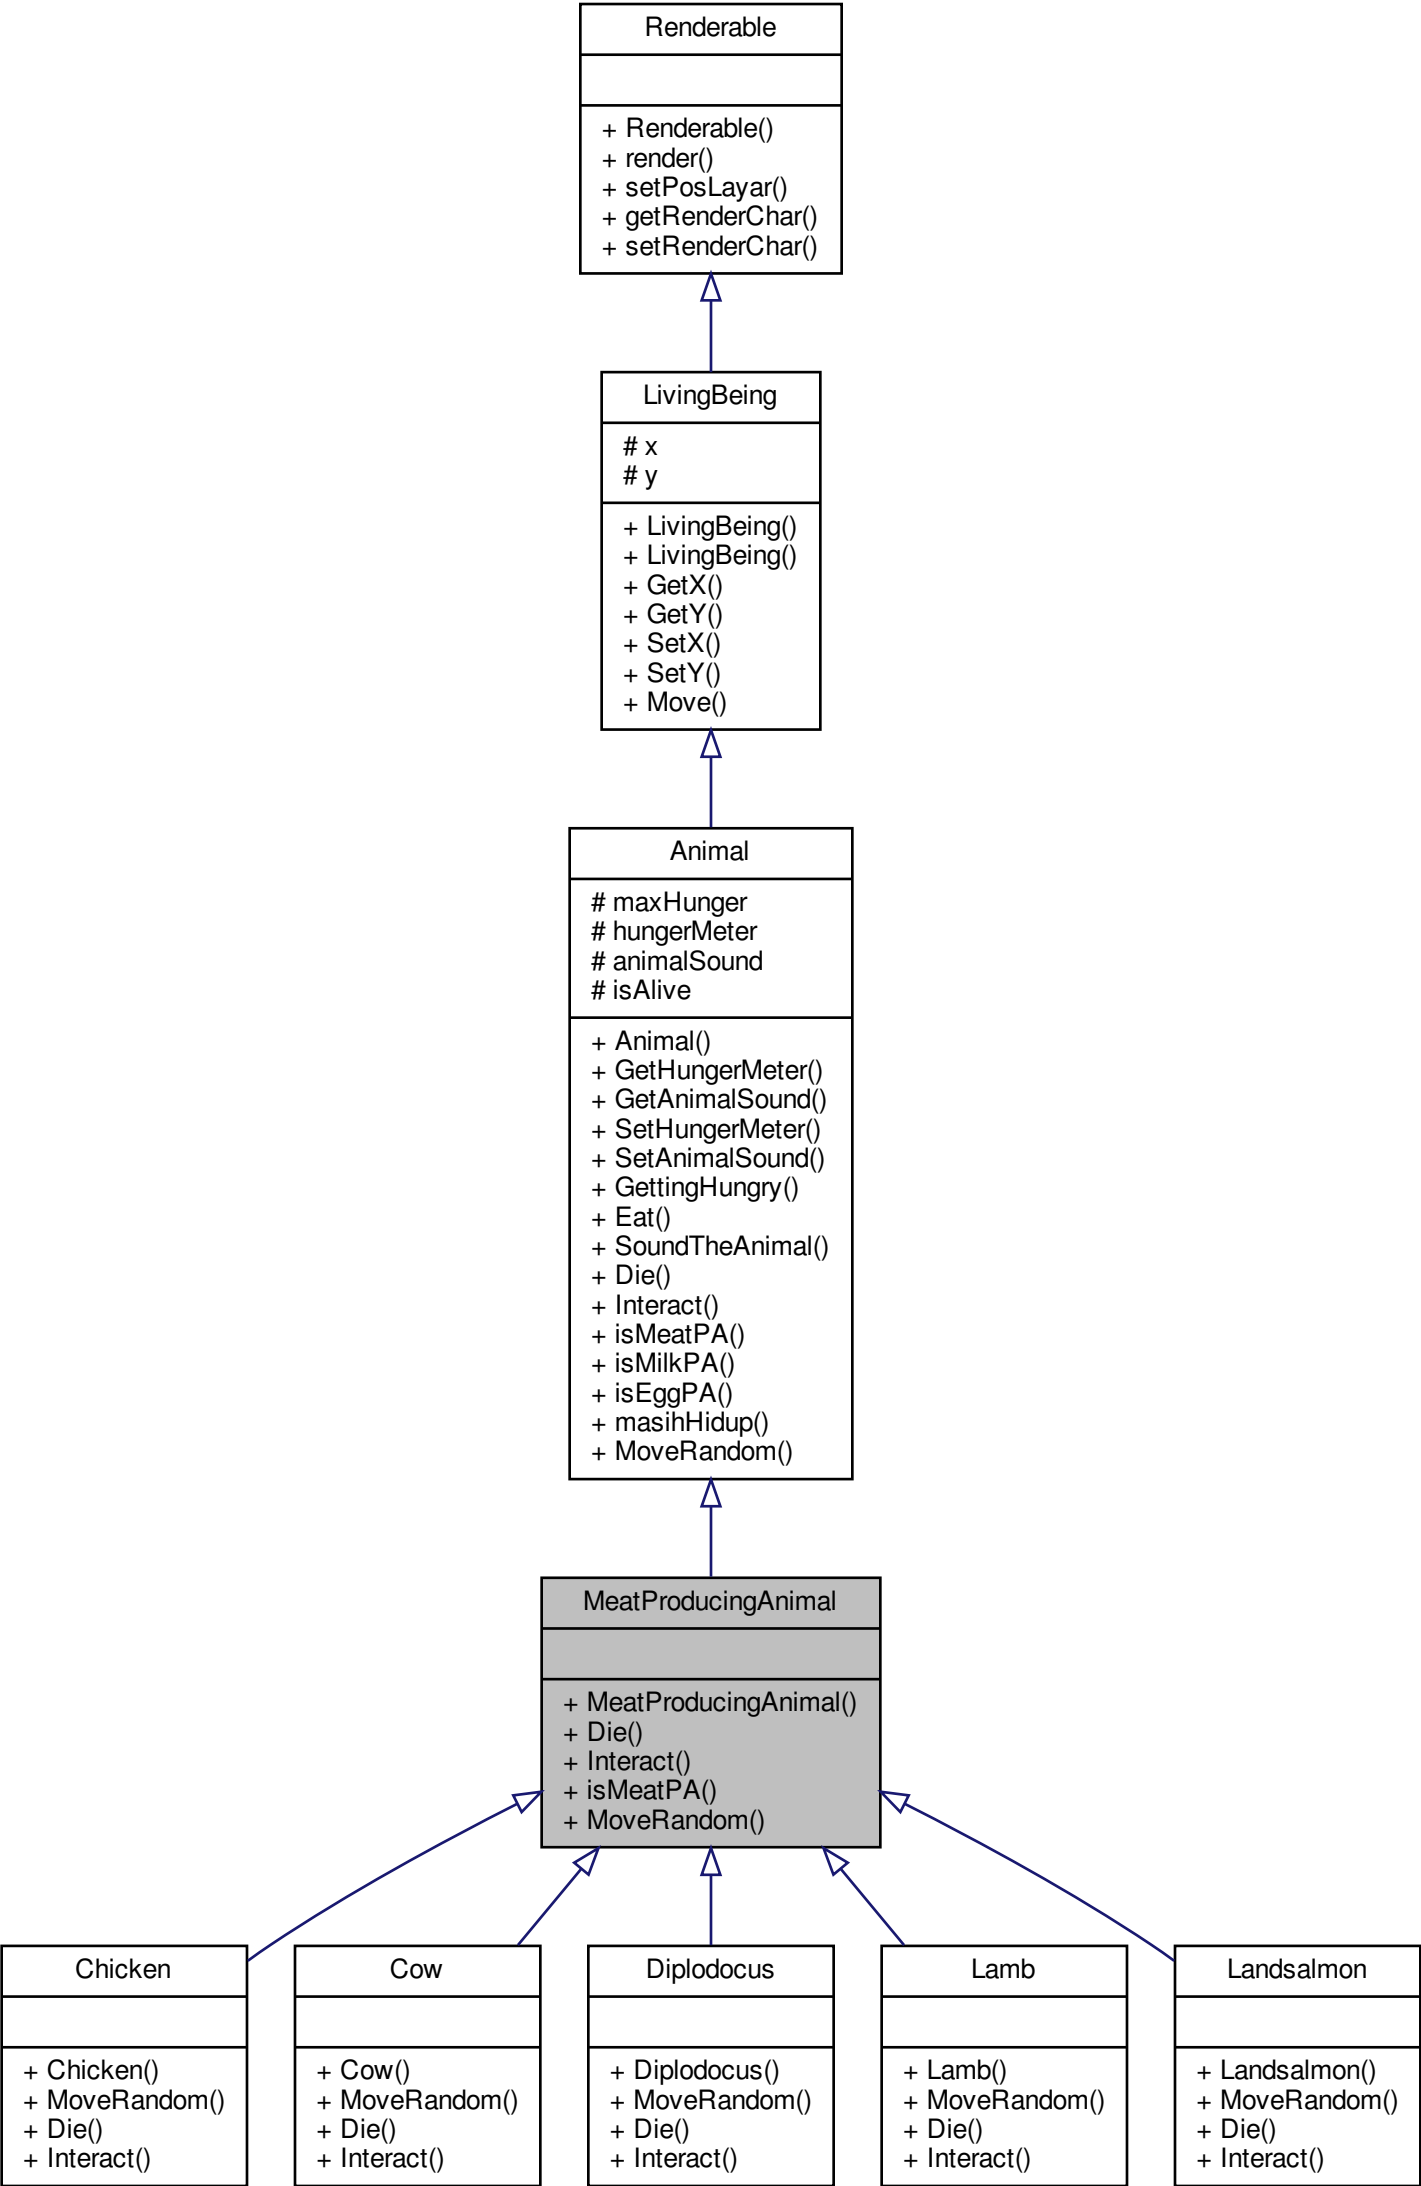 Renderable
+ Renderable()
+ render()
+ setPosLayar()
+ getRenderChar()
+ setRenderChar()
LivingBeing
# x
# y
+ LivingBeing()
+ LivingBeing()
+ GetX()
+ GetY()
+ SetX()
+ SetY()
+ Move()
Animal
# maxHunger
# hungerMeter
# animalSound
# isAlive
+ Animal()
+ GetHungerMeter()
+ GetAnimalSound()
+ SetHungerMeter()
+ SetAnimalSound()
+ GettingHungry()
+ Eat()
+ SoundTheAnimal()
+ Die()
+ Interact()
+ isMeatPA()
+ isMilkPA()
+ isEggPA()
+ masihHidup()
+ MoveRandom()
MeatProducingAnimal
+ MeatProducingAnimal()
+ Die()
+ Interact()
+ isMeatPA()
+ MoveRandom()
Chicken
+ Chicken()
+ MoveRandom()
+ Die()
+ Interact()
Cow
+ Cow()
+ MoveRandom()
+ Die()
+ Interact()
Diplodocus
+ Diplodocus()
+ MoveRandom()
+ Die()
+ Interact()
Lamb
+ Lamb()
+ MoveRandom()
+ Die()
+ Interact()
Landsalmon
+ Landsalmon()
+ MoveRandom()
+ Die()
+ Interact()